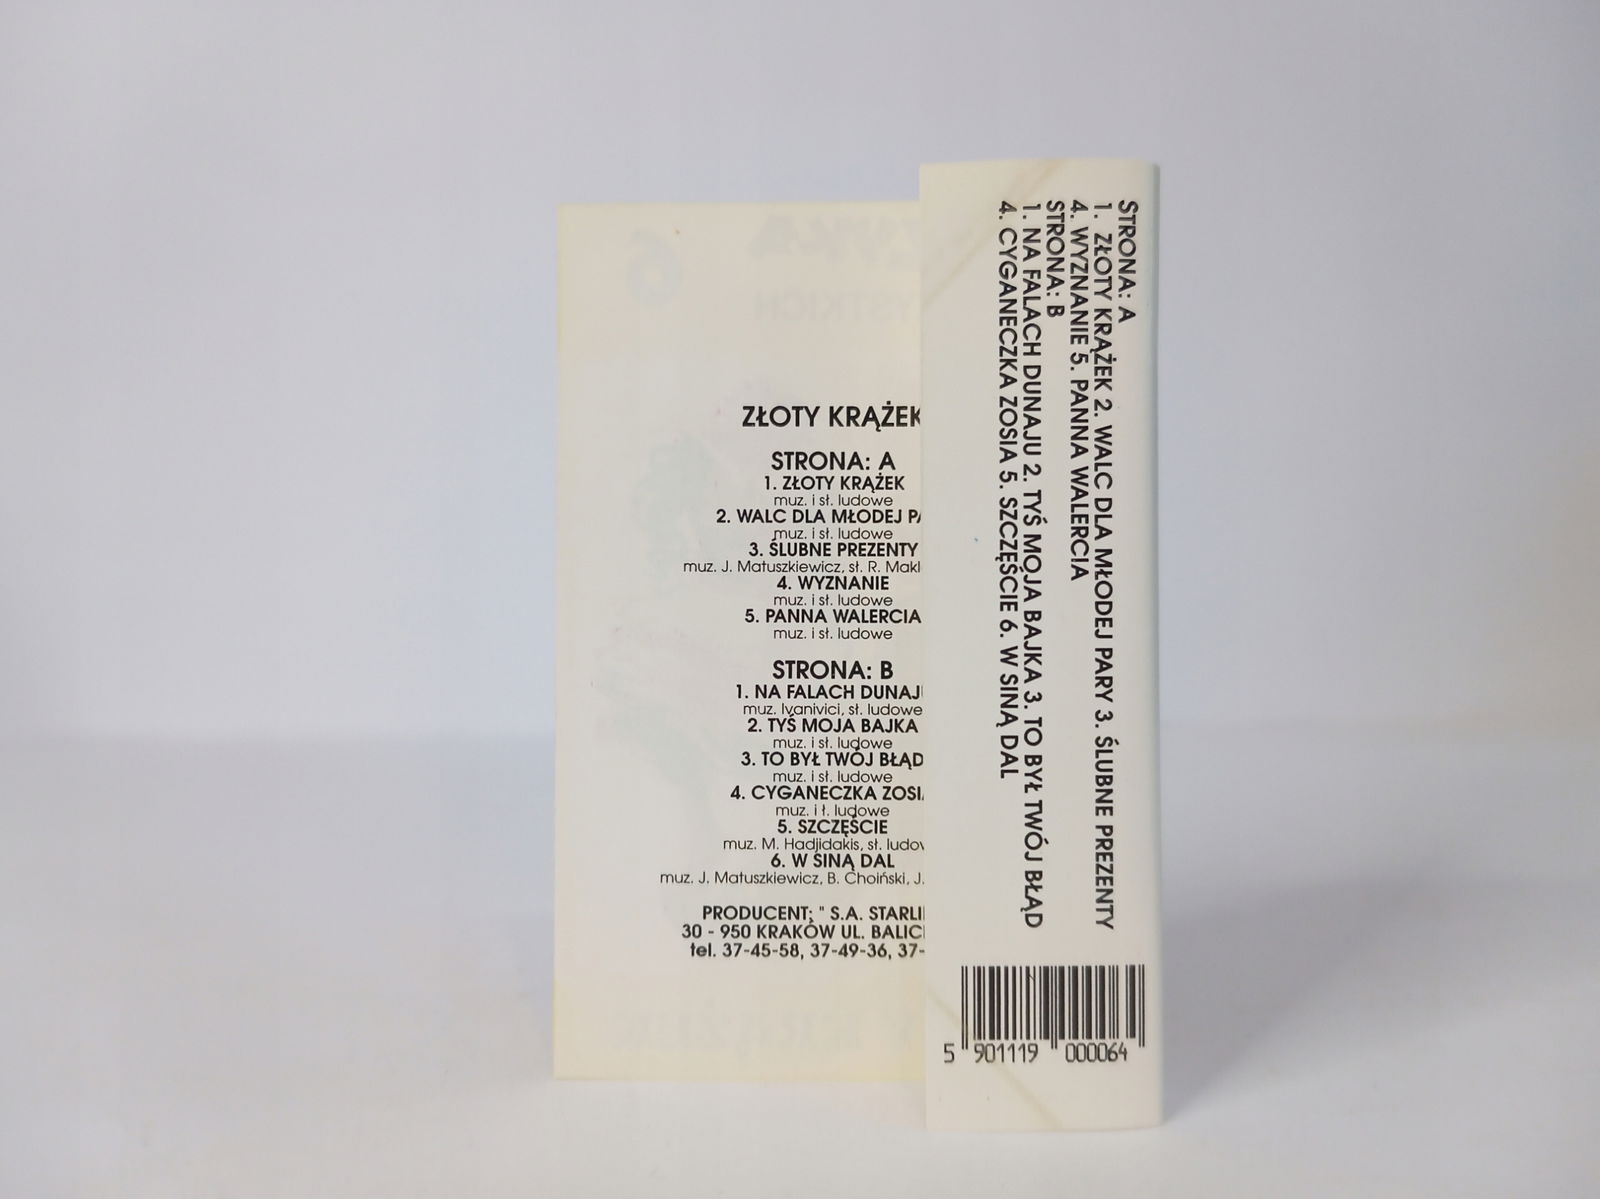 ZŁOTY KRĄŻEK
STRONA: A
1. ZŁOTY KRĄŻEK
muz. i sł. ludowe
2. WALC DLA MŁODEJ PA
muz. i sł. ludowe
3. ŚLUBNE PREZENTY
muz. J. Matuszkiewicz, sł. R. Makl
4. WYZNANIE
muz. i sł. ludowe
5. PANNA WALERCIA
muz. i sł. ludowe
STRONA: B
1. NA FALACH DUNAJ
muz. Ivanivici, sł. ludowe
2. TYŚ MOJA BAJKA
muz. i sł. ludowe
3. TO BYŁ TWÓJ BŁĄD
muz. i sł. ludowe
4. CYGANECZKA ZOSI
muz. i ł. ludowe
5. SZCZĘŚCIE
muz. M. Hadjidakis, sł. ludo
6. W SINĄ DAL
muz. J. Matuszkiewicz, B. Choiński, J.
PRODUCENT: " S.A. STARLI
30 - 950 KRAKÓW UL. BALIC
tel. 37-45-58, 37-49-36, 37-
STRONA: A
1. ZŁOTY KRĄŻEK 2. WALC DLA MŁODEJ PARY 3. ŚLUBNE PREZENTY
4. WYZNANIE 5. PANNA WALERCIA
STRONA: B
1. NA FALACH DUNAJU 2. TYŚ MOJA BAJKA 3. TO BYŁ TWÓJ BŁĄD
4. CYGANECZKA ZOSIA 5. SZCZĘŚCIE 6. W SINĄ DAL
5 901119 000064